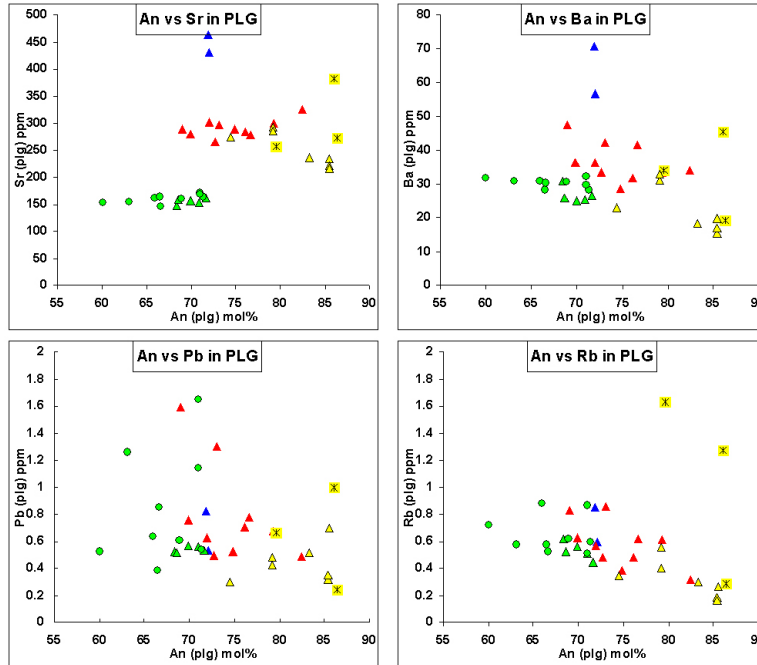 An vs Sr in PLG
500
450
400
350
300
250
200
150
100
50
0
Sr (plg) ppm
55 60 65 70 75 80 85 90
An (plg) mol%
An vs Ba in PLG
80
70
60
50
40
30
20
10
0
Ba (plg) ppm
55 60 65 70 75 80 85 90
An (plg) mol%
An vs Pb in PLG
2
1.8
1.6
1.4
1.2
1
0.8
0.6
0.4
0.2
0
Pb (plg) ppm
55 60 65 70 75 80 85 90
An (plg) mol%
An vs Rb in PLG
2
1.8
1.6
1.4
1.2
1
0.8
0.6
0.4
0.2
0
Rb (plg) ppm
55 60 65 70 75 80 85 90
An (plg) mol%